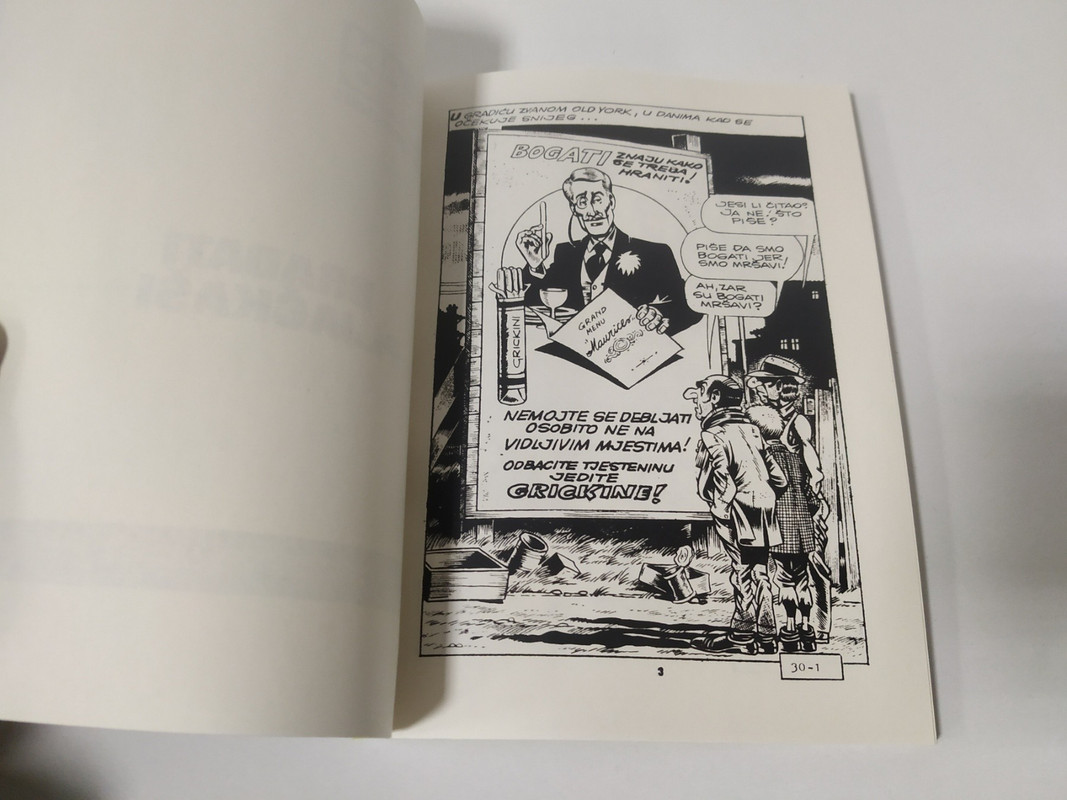 U GRADIĆU ZVANOM OLD YORK, U DANIMA KAD SE
OČEKUJE SNIJEG...
BOGATI ZNAJU KAKO
SE TREBA
HRANITI!
JESI LI ČITAO?
JA NE! ŠTO
PIŠE?
PIŠE DA SMO
BOGATI JER
SMO MRŠAVI!
AH, ZAR
SU BOGATI
MRŠAVI?
GRICKINI
GRAND
MENU
Maurices
NEMOJTE SE DEBLJATI
OSOBITO NE NA
VIDLJIVIM MJESTIMA!
ODBACITE TJESTENINU
JEDITE
GRICKINE!
3
30-1